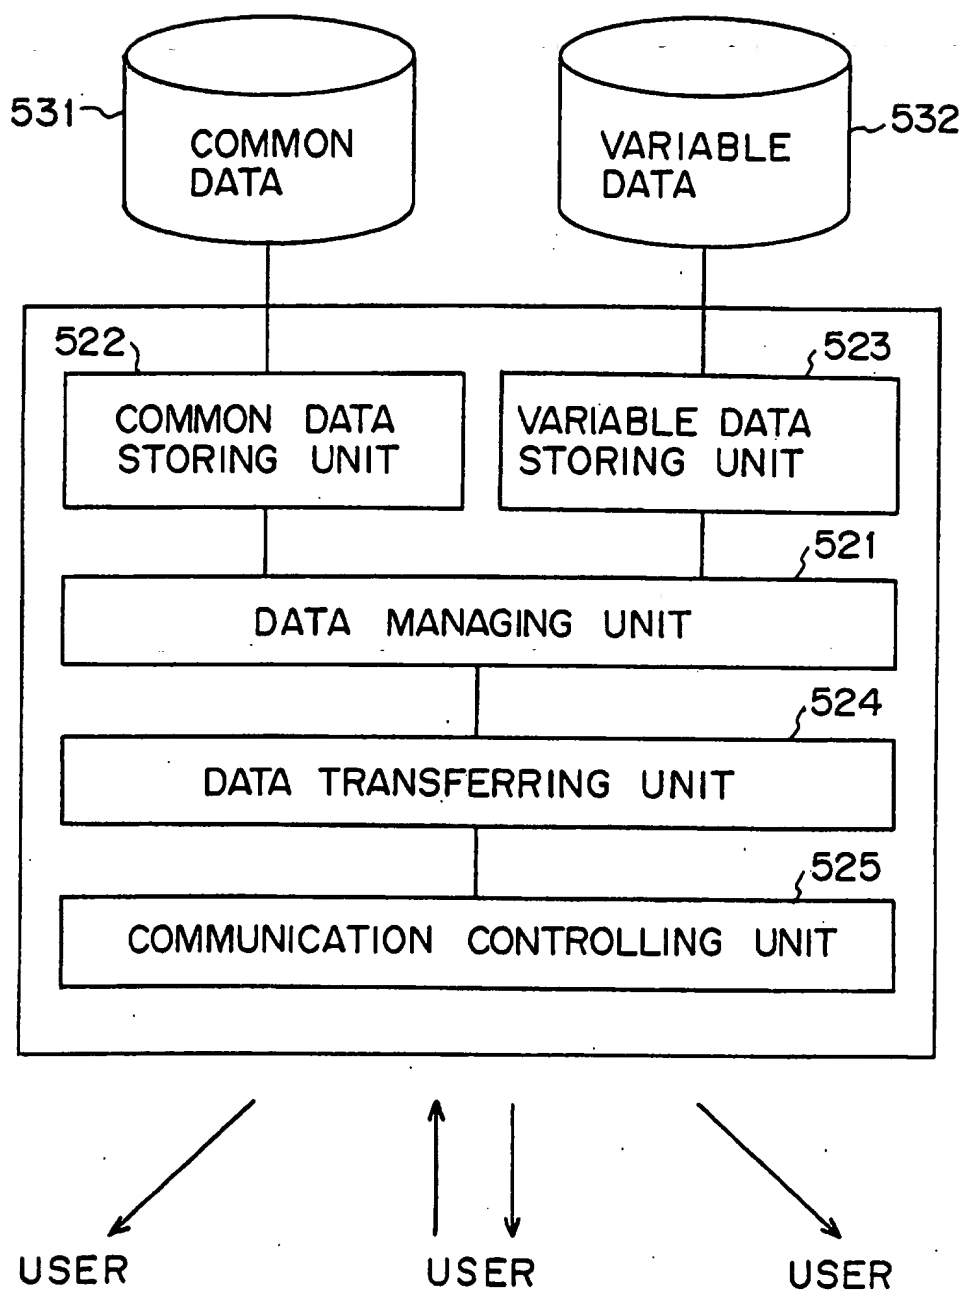 531
COMMON
DATA
VARIABLE
DATA
532
522
COMMON DATA
STORING UNIT
523
VARIABLE DATA
STORING UNIT
521
DATA MANAGING UNIT
524
DATA TRANSFERRING UNIT
525
COMMUNICATION CONTROLLING UNIT
USER
USER
USER